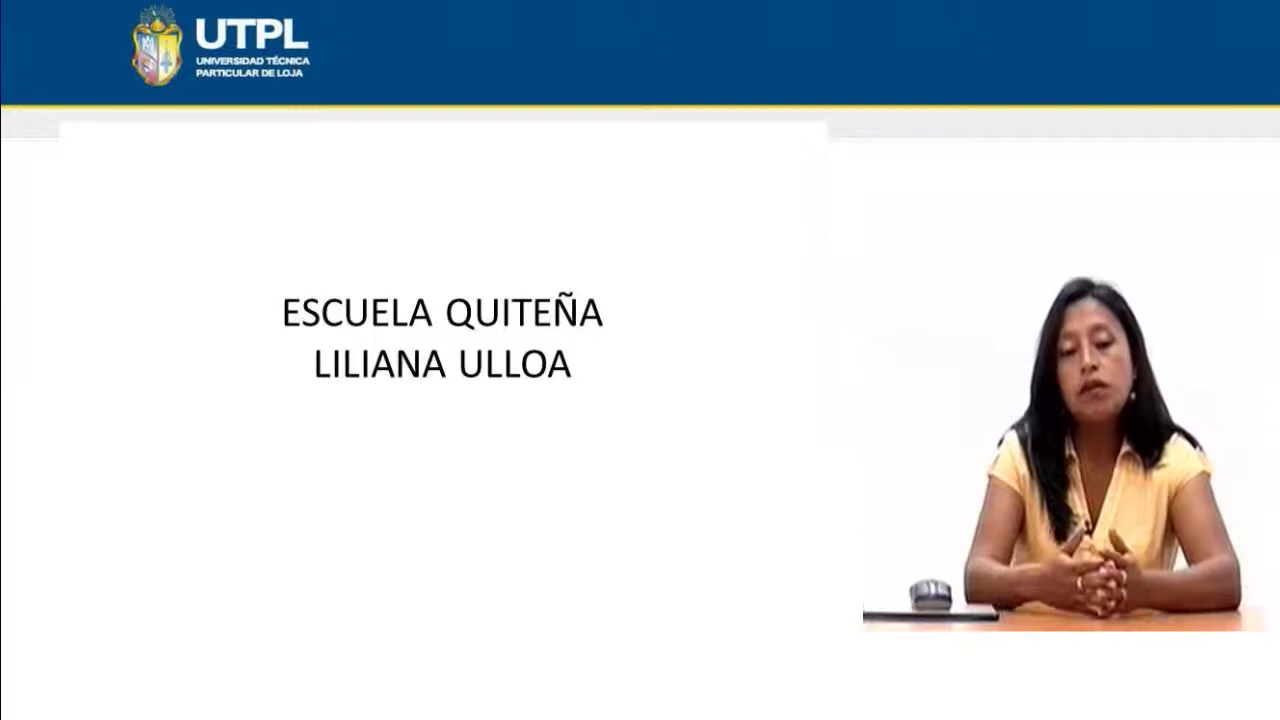 UTPL
UNIVERSIDAD TÉCNICA
PARTICULAR DE LOJA
ESCUELA QUITEÑA
LILIANA ULLOA